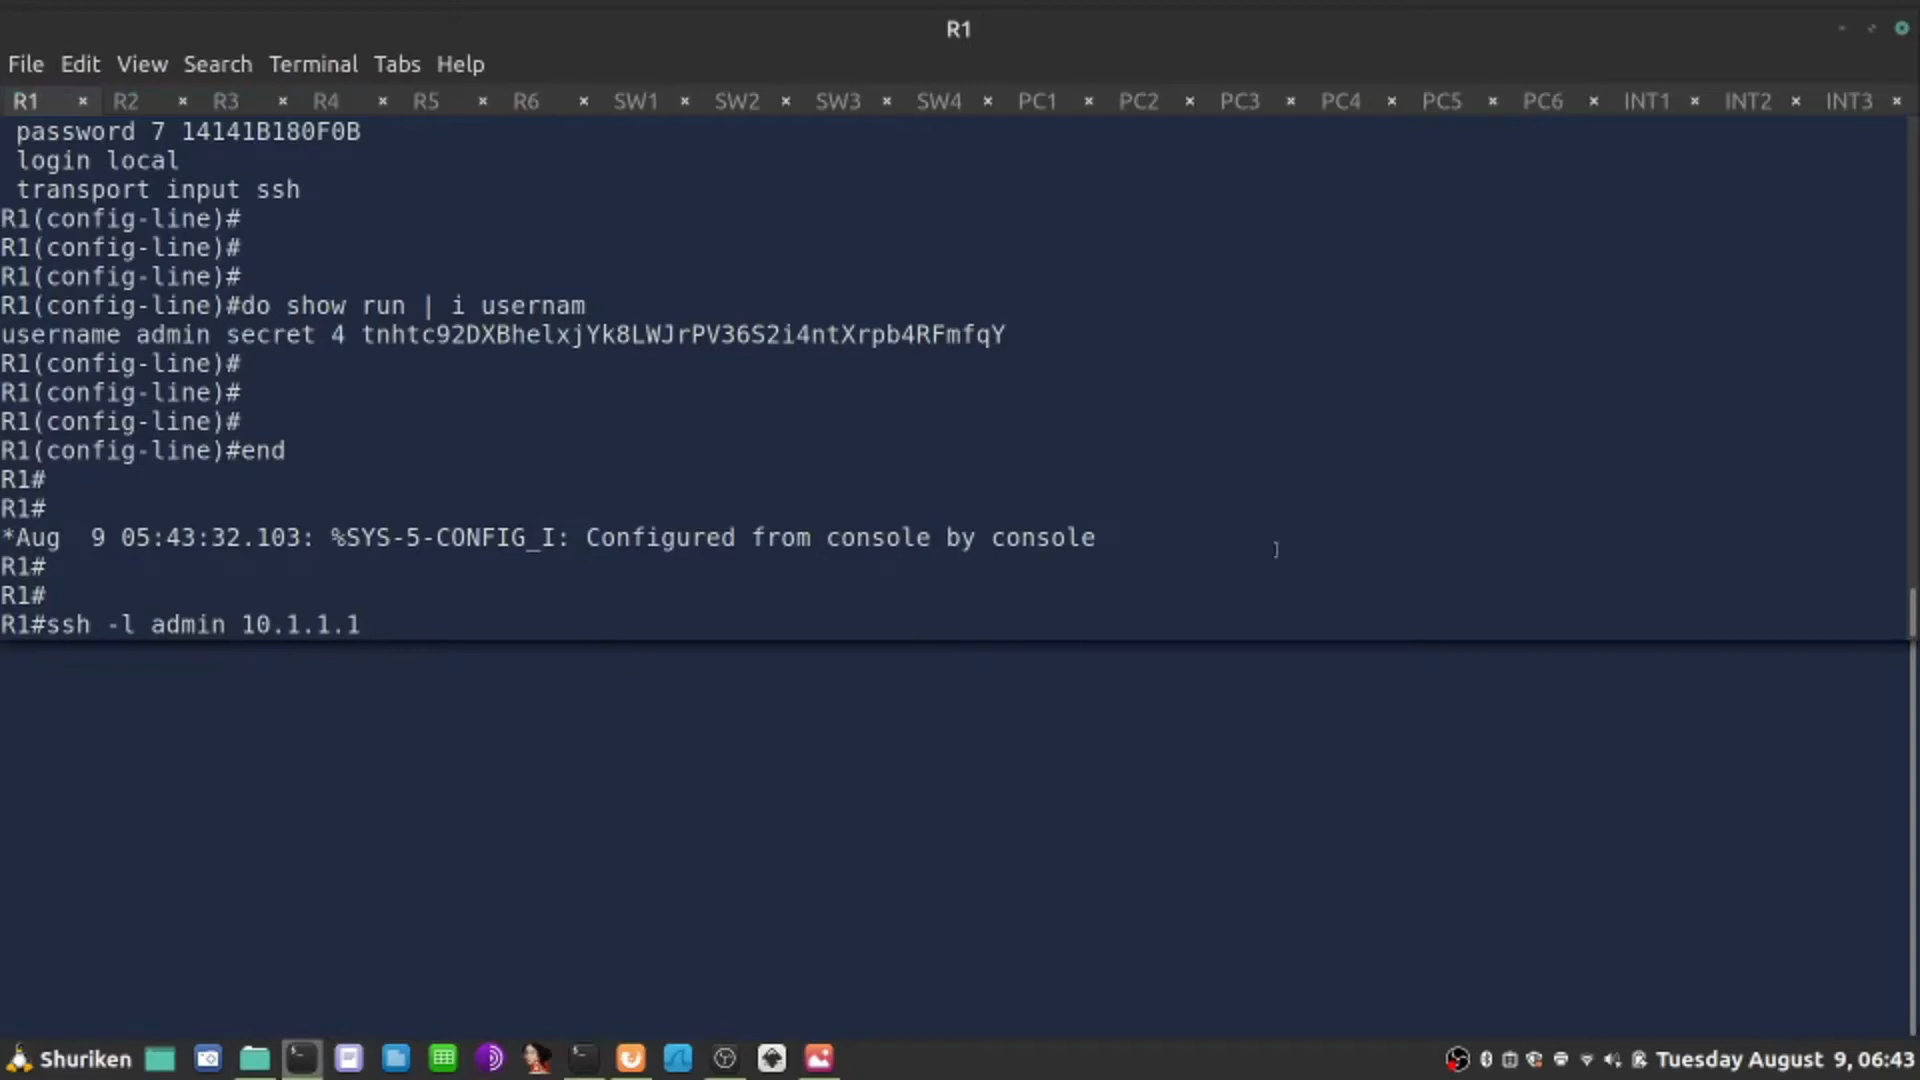 R1
File Edit View Search Terminal Tabs Help
R1 × R2 × R3 × R4 × R5 × R6 × SW1 × SW2 × SW3 × SW4 × PC1 × PC2 × PC3 × PC4 × PC5 × PC6 × INT1 × INT2 × INT3 ×
password 7 14141B180F0B
login local
transport input ssh
R1(config-line)#
R1(config-line)#
R1(config-line)#
R1(config-line)#do show run | i usernam
username admin secret 4 tnhtc92DXBhelxjYk8LWJrPV36S2i4ntXrpb4RFmfqY
R1(config-line)#
R1(config-line)#
R1(config-line)#
R1(config-line)#end
R1#
R1#
*Aug  9 05:43:32.103: %SYS-5-CONFIG_I: Configured from console by console
R1#
R1#
R1#ssh -l admin 10.1.1.1
Shuriken
Tuesday August 9, 06:43